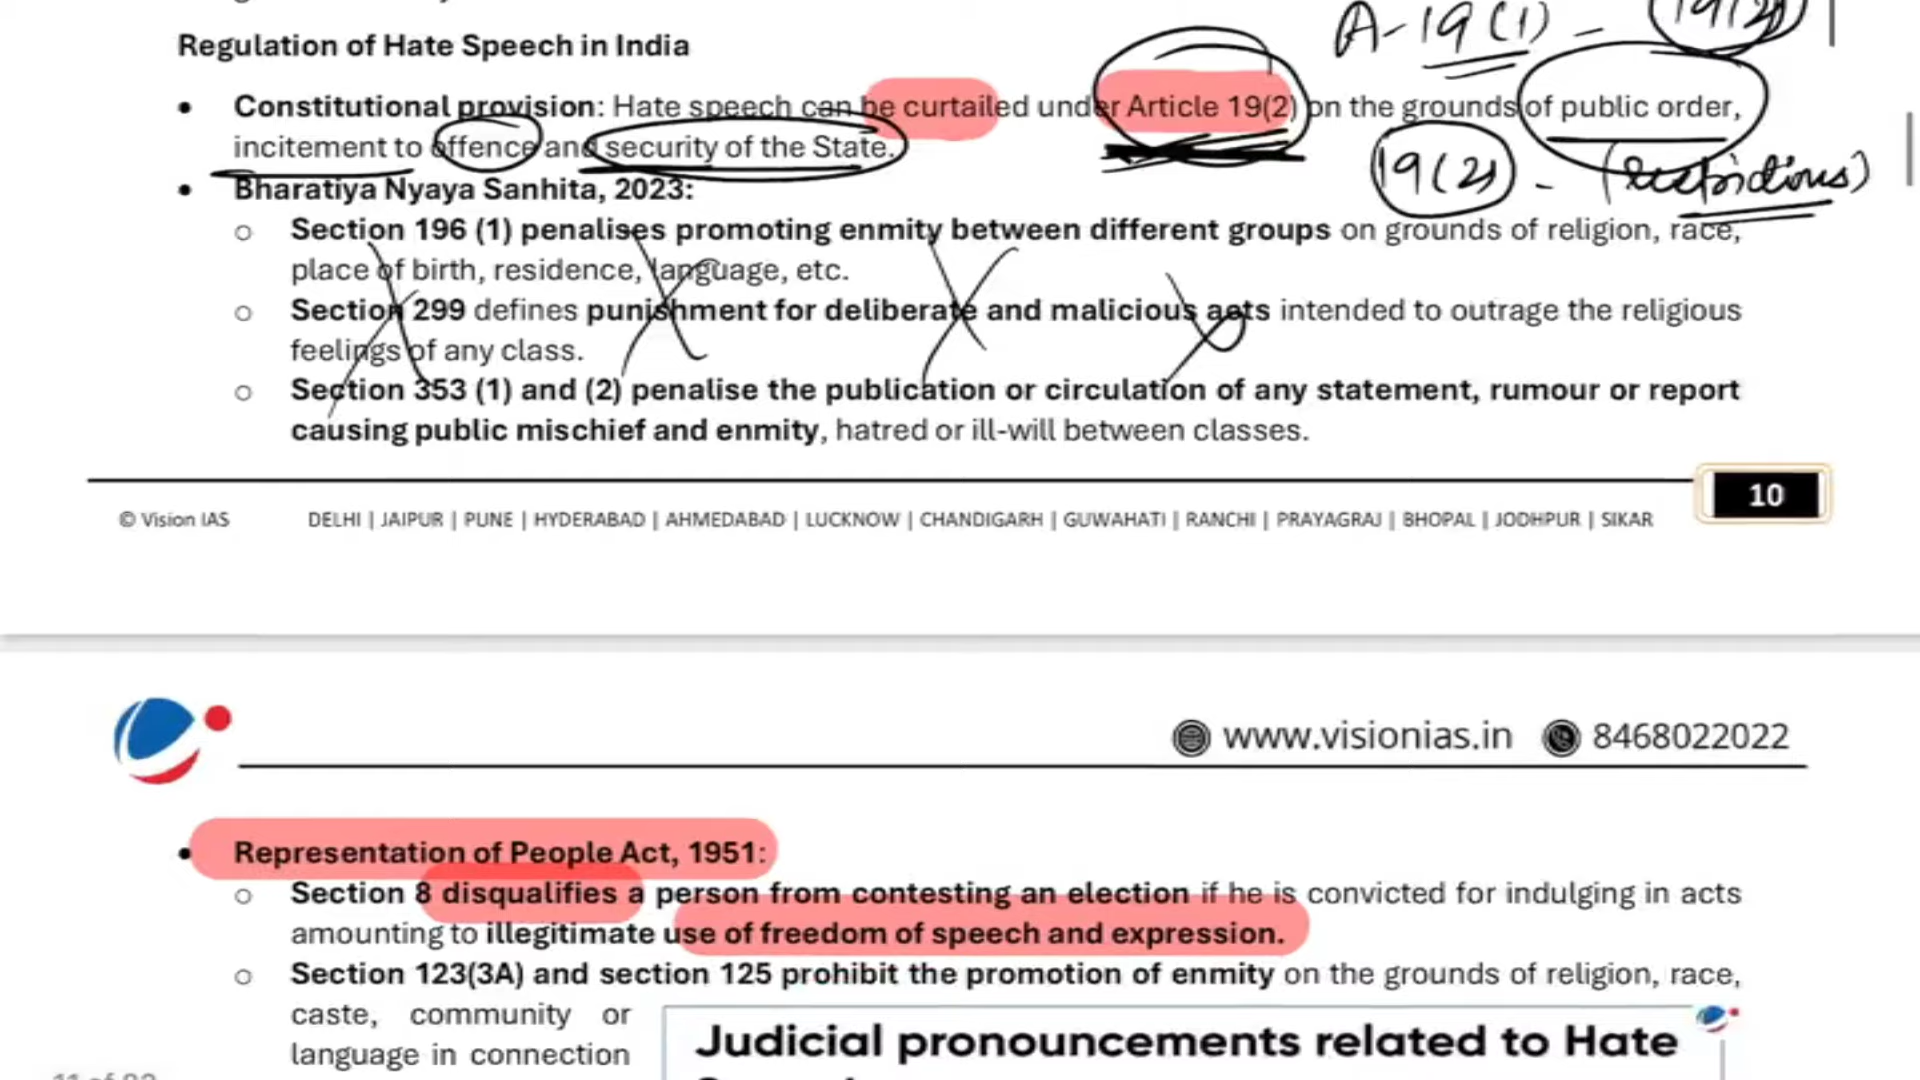 A-19(1) - 19(2)
Regulation of Hate Speech in India
• Constitutional provision: Hate speech can be curtailed under Article 19(2) on the grounds of public order,
incitement to offence and security of the State.
19(2) - (restrictions)
• Bharatiya Nyaya Sanhita, 2023:
o Section 196 (1) penalises promoting enmity between different groups on grounds of religion, race,
place of birth, residence, language, etc.
o Section 299 defines punishment for deliberate and malicious acts intended to outrage the religious
feelings of any class.
o Section 353 (1) and (2) penalise the publication or circulation of any statement, rumour or report
causing public mischief and enmity, hatred or ill-will between classes.
10
© Vision IAS DELHI | JAIPUR | PUNE | HYDERABAD | AHMEDABAD | LUCKNOW | CHANDIGARH | GUWAHATI | RANCHI | PRAYAGRAJ | BHOPAL | JODHPUR | SIKAR
www.visionias.in 8468022022
• Representation of People Act, 1951:
o Section 8 disqualifies a person from contesting an election if he is convicted for indulging in acts
amounting to illegitimate use of freedom of speech and expression.
o Section 123(3A) and section 125 prohibit the promotion of enmity on the grounds of religion, race,
caste, community or
language in connection
Judicial pronouncements related to Hate